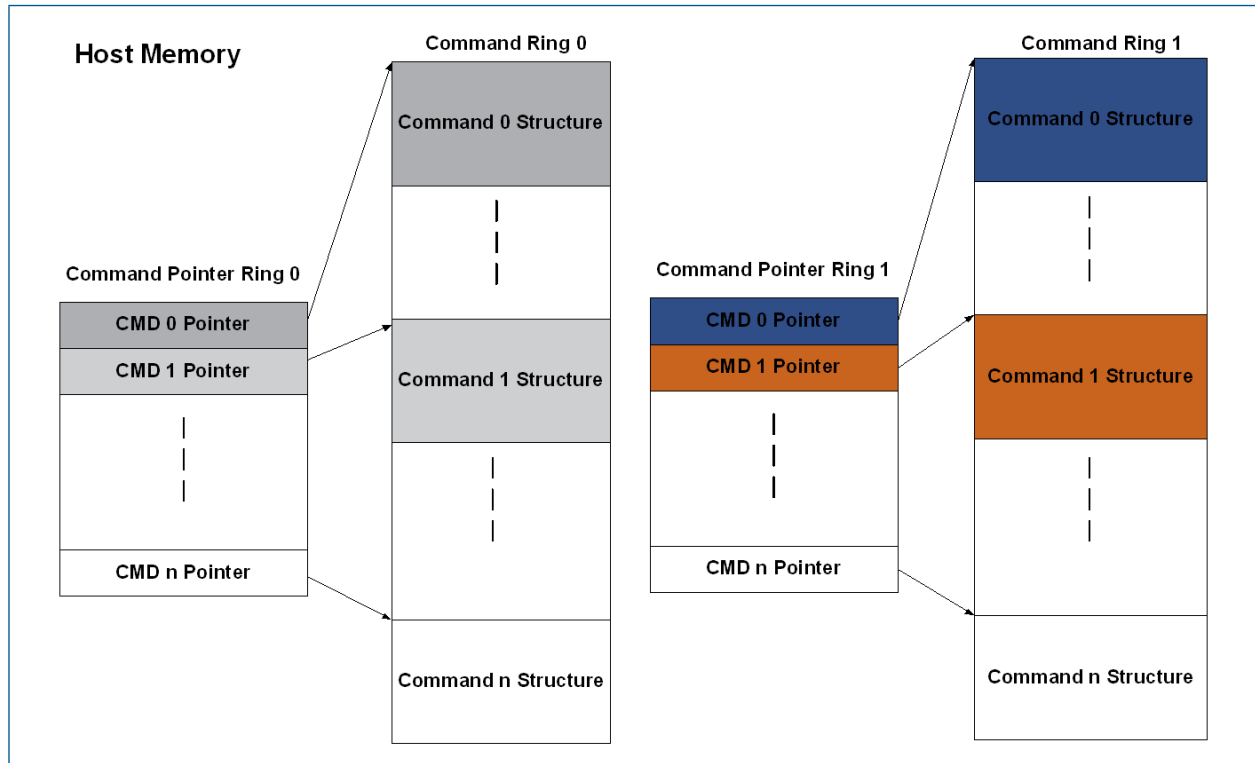 Host Memory
Command Ring 0
Command 0 Structure
Command Pointer Ring 0
CMD 0 Pointer
CMD 1 Pointer
Command 1 Structure
CMD n Pointer
Command n Structure
Command Ring 1
Command 0 Structure
Command Pointer Ring 1
CMD 0 Pointer
CMD 1 Pointer
Command 1 Structure
CMD n Pointer
Command n Structure